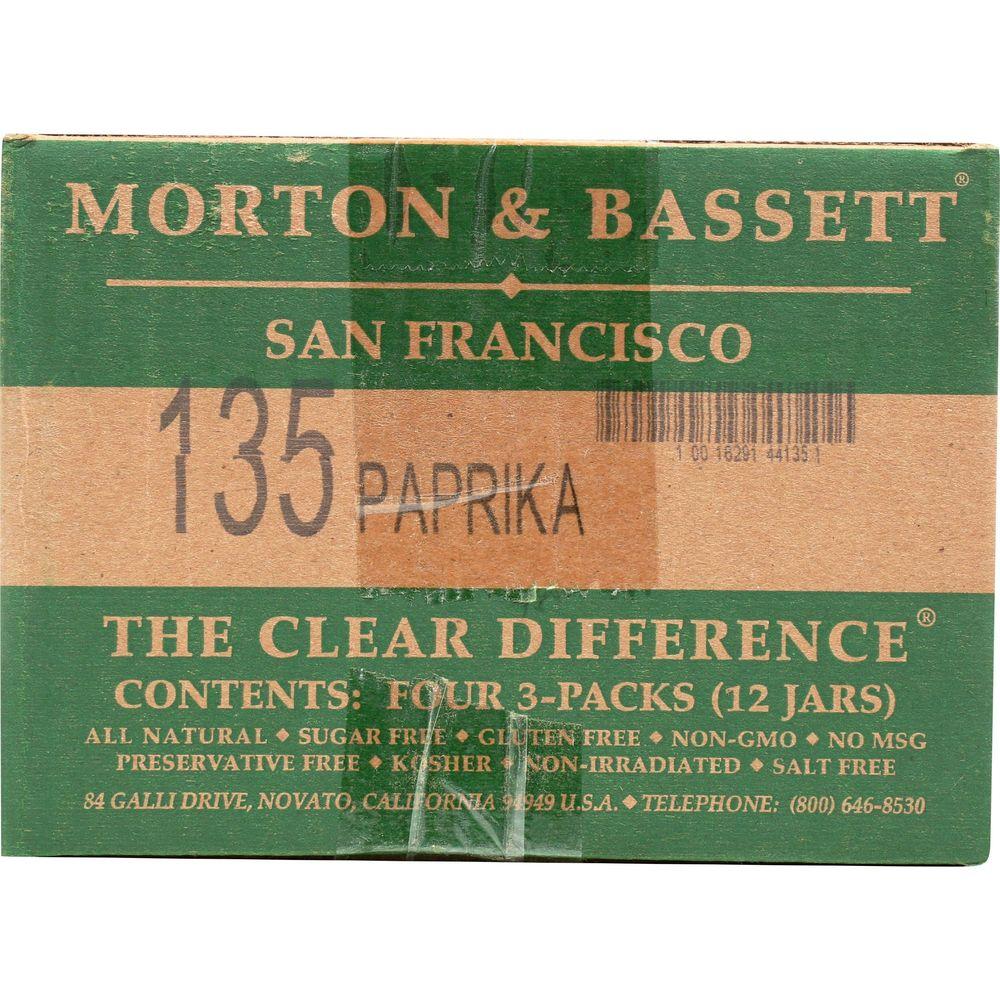 MORTON & BASSETT®
SAN FRANCISCO
135 PAPRIKA
1 00 16291 44135 1
THE CLEAR DIFFERENCE®
CONTENTS: FOUR 3-PACKS (12 JARS)
ALL NATURAL ◆ SUGAR FREE ◆ GLUTEN FREE ◆ NON-GMO ◆ NO MSG
PRESERVATIVE FREE ◆ KOSHER ◆ NON-IRRADIATED ◆ SALT FREE
84 GALLI DRIVE, NOVATO, CALIFORNIA 94949 U.S.A. ◆ TELEPHONE: (800) 646-8530